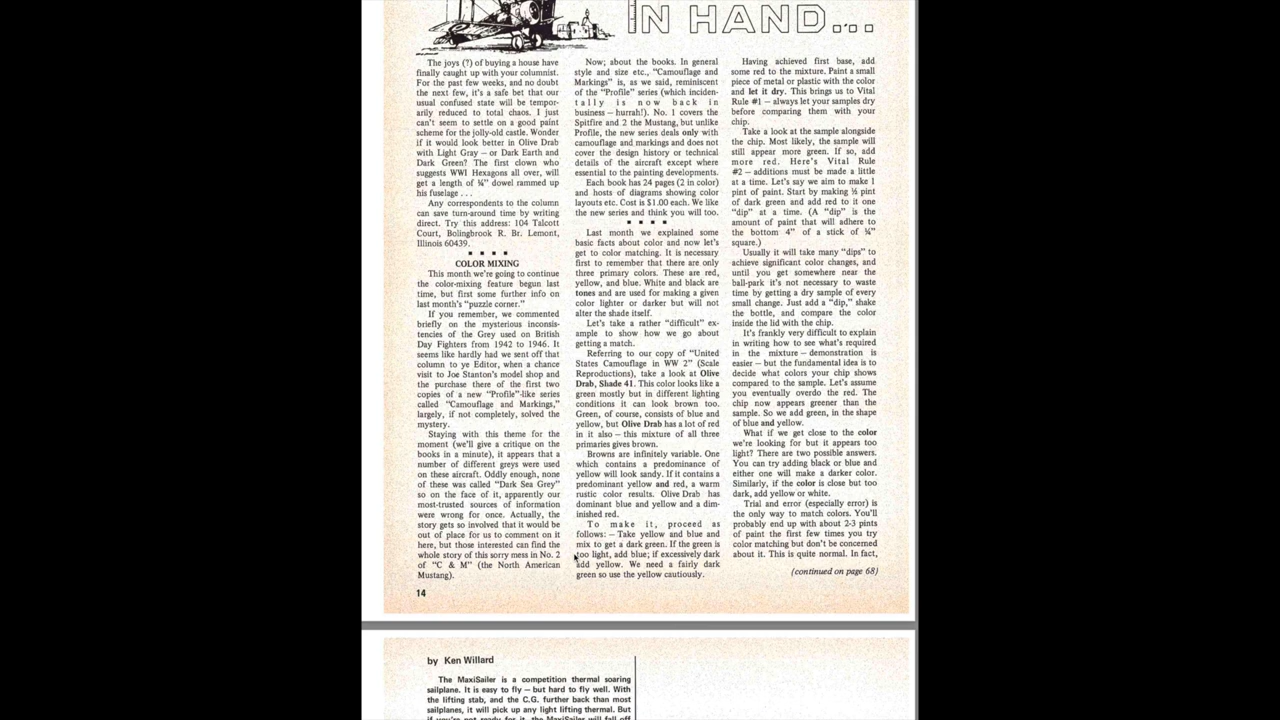 IN HAND...
The joys (?) of buying a house have
finally caught up with your columnist.
For the past few weeks, and no doubt
the next few, it's a safe bet that our
usual confused state will be tempor-
arily reduced to total chaos. I just
can't seem to settle on a good paint
scheme for the jolly-old castle. Wonder
if it would look better in Olive Drab
with Light Gray — or Dark Earth and
Dark Green? The first clown who
suggests WWI Hexagons all over, will
get a length of ¼" dowel rammed up
his fuselage . . .
Any correspondents to the column
can save turn-around time by writing
direct. Try this address: 104 Talcott
Court, Bolingbrook R. Br. Lemont,
Illinois 60439.
■ ■ ■ ■
COLOR MIXING
This month we're going to continue
the color-mixing feature begun last
time, but first some further info on
last month's "puzzle corner."
If you remember, we commented
briefly on the mysterious inconsis-
tencies of the Grey used on British
Day Fighters from 1942 to 1946. It
seems like hardly had we sent off that
column to ye Editor, when a chance
visit to Joe Stanton's model shop and
the purchase there of the first two
copies of a new "Profile"-like series
called "Camouflage and Markings,"
largely, if not completely, solved the
mystery.
Staying with this theme for the
moment (we'll give a critique on the
books in a minute), it appears that a
number of different greys were used
on these aircraft. Oddly enough, none
of these was called "Dark Sea Grey"
so on the face of it, apparently our
most-trusted sources of information
were wrong for once. Actually, the
story gets so involved that it would be
out of place for us to comment on it
here, but those interested can find the
whole story of this sorry mess in No. 2
of "C & M" (the North American
Mustang).
14
Now; about the books. In general
style and size etc., "Camouflage and
Markings" is, as we said, reminiscent
of the "Profile" series (which inciden-
tally is now back in
business — hurrah!). No. 1 covers the
Spitfire and 2 the Mustang, but unlike
Profile, the new series deals only with
camouflage and markings and does not
cover the design history or technical
details of the aircraft except where
essential to the painting developments.
Each book has 24 pages (2 in color)
and hosts of diagrams showing color
layouts etc. Cost is $1.00 each. We like
the new series and think you will too.
■ ■ ■ ■
Last month we explained some
basic facts about color and now let's
get to color matching. It is necessary
first to remember that there are only
three primary colors. These are red,
yellow, and blue. White and black are
tones and are used for making a given
color lighter or darker but will not
alter the shade itself.
Let's take a rather "difficult" ex-
ample to show how we go about
getting a match.
Referring to our copy of "United
States Camouflage in WW 2" (Scale
Reproductions), take a look at Olive
Drab, Shade 41. This color looks like a
green mostly but in different lighting
conditions it can look brown too.
Green, of course, consists of blue and
yellow, but Olive Drab has a lot of red
in it also — this mixture of all three
primaries gives brown.
Browns are infinitely variable. One
which contains a predominance of
yellow will look sandy. If it contains a
predominant yellow and red, a warm
rustic color results. Olive Drab has
dominant blue and yellow and a dim-
inished red.
To make it, proceed as
follows: — Take yellow and blue and
mix to get a dark green. If the green is
too light, add blue; if excessively dark
add yellow. We need a fairly dark
green so use the yellow cautiously.
Having achieved first base, add
some red to the mixture. Paint a small
piece of metal or plastic with the color
and let it dry. This brings us to Vital
Rule #1 — always let your samples dry
before comparing them with your
chip.
Take a look at the sample alongside
the chip. Most likely, the sample will
still appear more green. If so, add
more red. Here's Vital Rule
#2 — additions must be made a little
at a time. Let's say we aim to make 1
pint of paint. Start by making ½ pint
of dark green and add red to it one
"dip" at a time. (A "dip" is the
amount of paint that will adhere to
the bottom 4" of a stick of ¼"
square.)
Usually it will take many "dips" to
achieve significant color changes, and
until you get somewhere near the
ball-park it's not necessary to waste
time by getting a dry sample of every
small change. Just add a "dip," shake
the bottle, and compare the color
inside the lid with the chip.
It's frankly very difficult to explain
in writing how to see what's required
in the mixture — demonstration is
easier — but the fundamental idea is to
decide what colors your chip shows
compared to the sample. Let's assume
you eventually overdo the red. The
chip now appears greener than the
sample. So we add green, in the shape
of blue and yellow.
What if we get close to the color
we're looking for but it appears too
light? There are two possible answers.
You can try adding black or blue and
either one will make a darker color.
Similarly, if the color is close but too
dark, add yellow or white.
Trial and error (especially error) is
the only way to match colors. You'll
probably end up with about 2-3 pints
of paint the first few times you try
color matching but don't be concerned
about it. This is quite normal. In fact,
(continued on page 68)
by Ken Willard
The MaxiSailer is a competition thermal soaring
sailplane. It is easy to fly — but hard to fly well. With
the lifting stab, and the C.G. further back than most
sailplanes, it will pick up any light lifting thermal. But
if you're not ready for it, the MaxiSailer will fall off